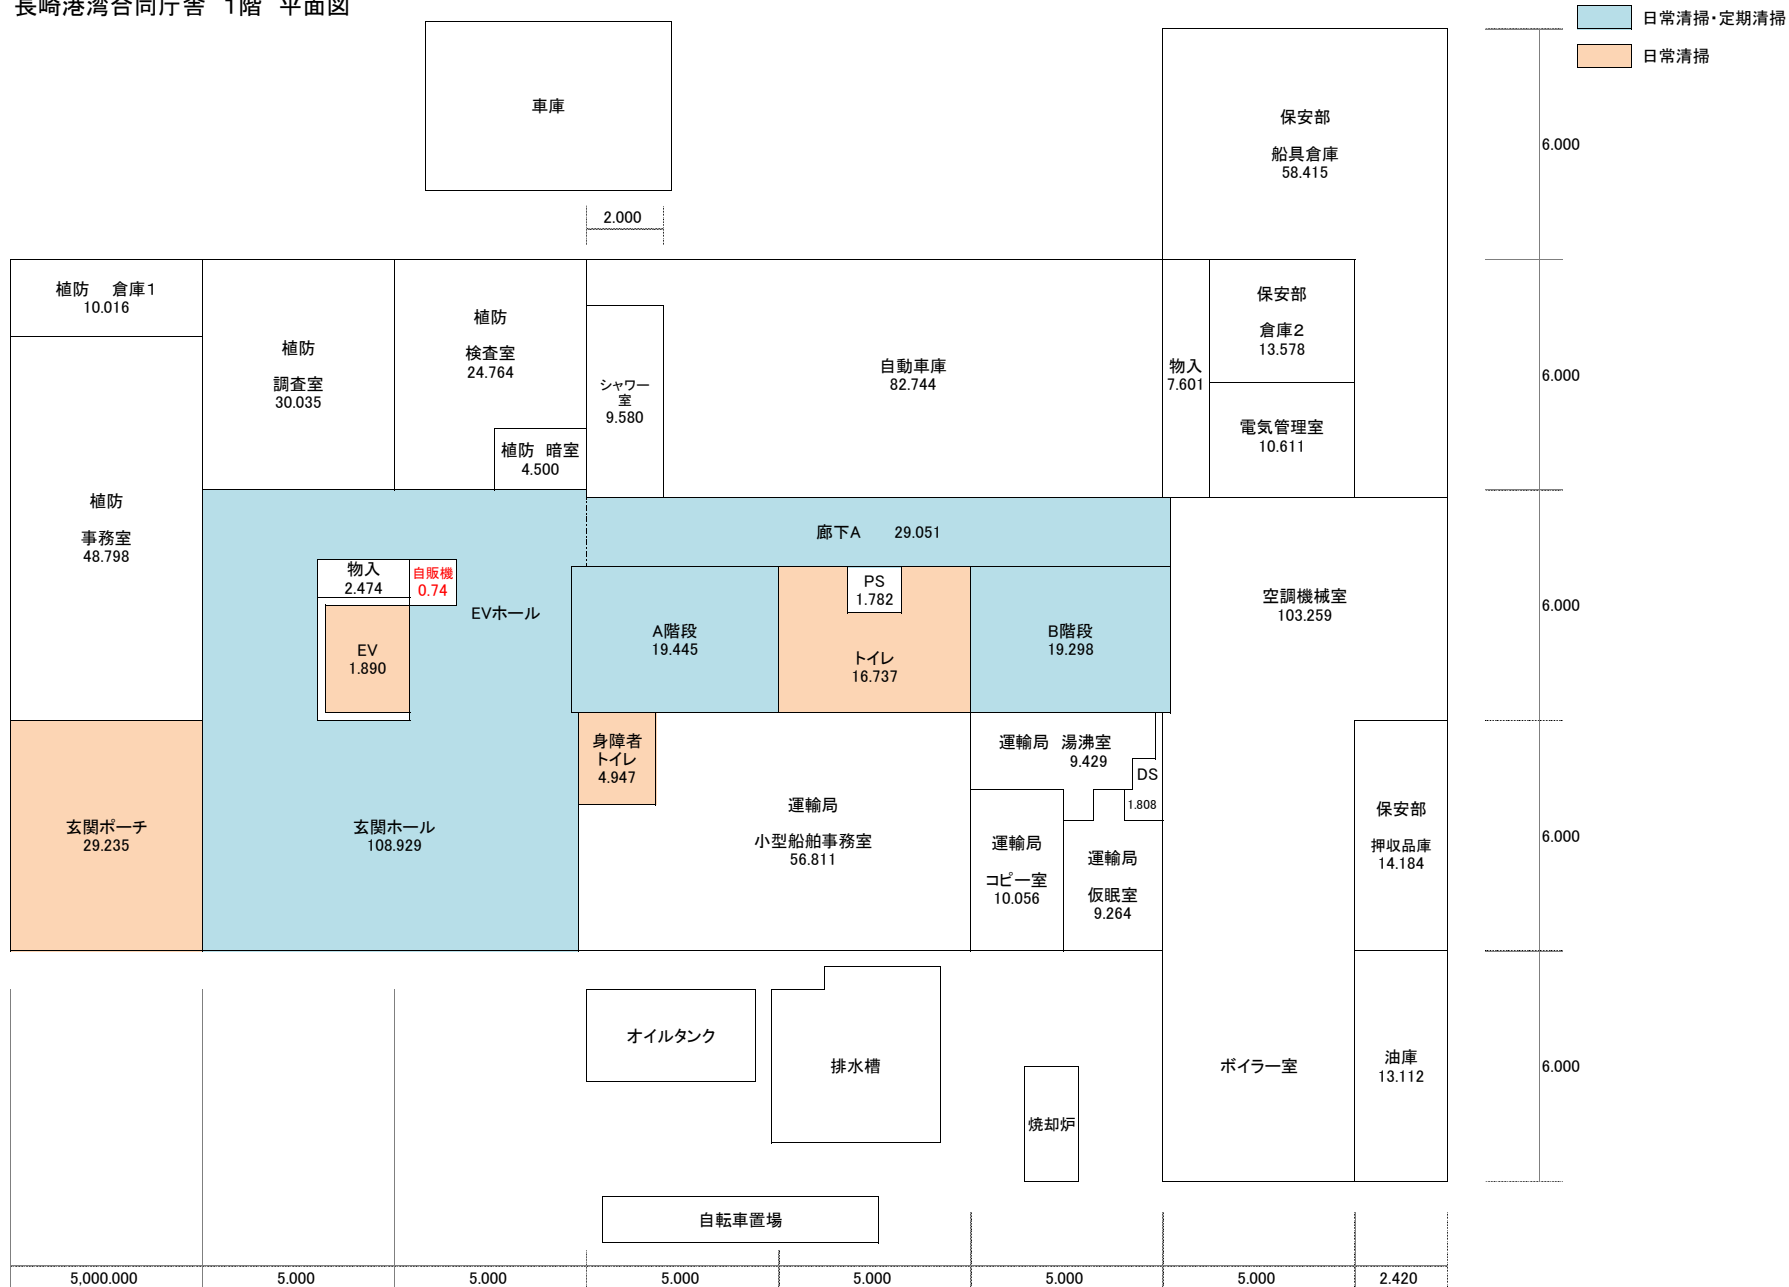 長崎港湾合同庁舎 1階 平面図
日常清掃・定期清掃
日常清掃
車庫
保安部
船具倉庫
58.415
6.000
2.000
植防 倉庫1
10.016
植防
調査室
30.035
植防
検査室
24.764
植防 暗室
4.500
シャワー
室
9.580
自動車庫
82.744
物入
7.601
保安部
倉庫2
13.578
電気管理室
10.611
6.000
植防
事務室
48.798
物入
2.474
自販機
0.74
EVホール
EV
1.890
廊下A 29.051
A階段
19.445
PS
1.782
トイレ
16.737
B階段
19.298
空調機械室
103.259
6.000
玄関ポーチ
29.235
玄関ホール
108.929
身障者
トイレ
4.947
運輸局
小型船舶事務室
56.811
運輸局 湯沸室
9.429
DS
1.808
運輸局
コピー室
10.056
運輸局
仮眠室
9.264
保安部
押収品庫
14.184
6.000
オイルタンク
排水槽
焼却炉
ボイラー室
油庫
13.112
6.000
自転車置場
5,000.000 5.000 5.000 5.000 5.000 5.000 5.000 2.420